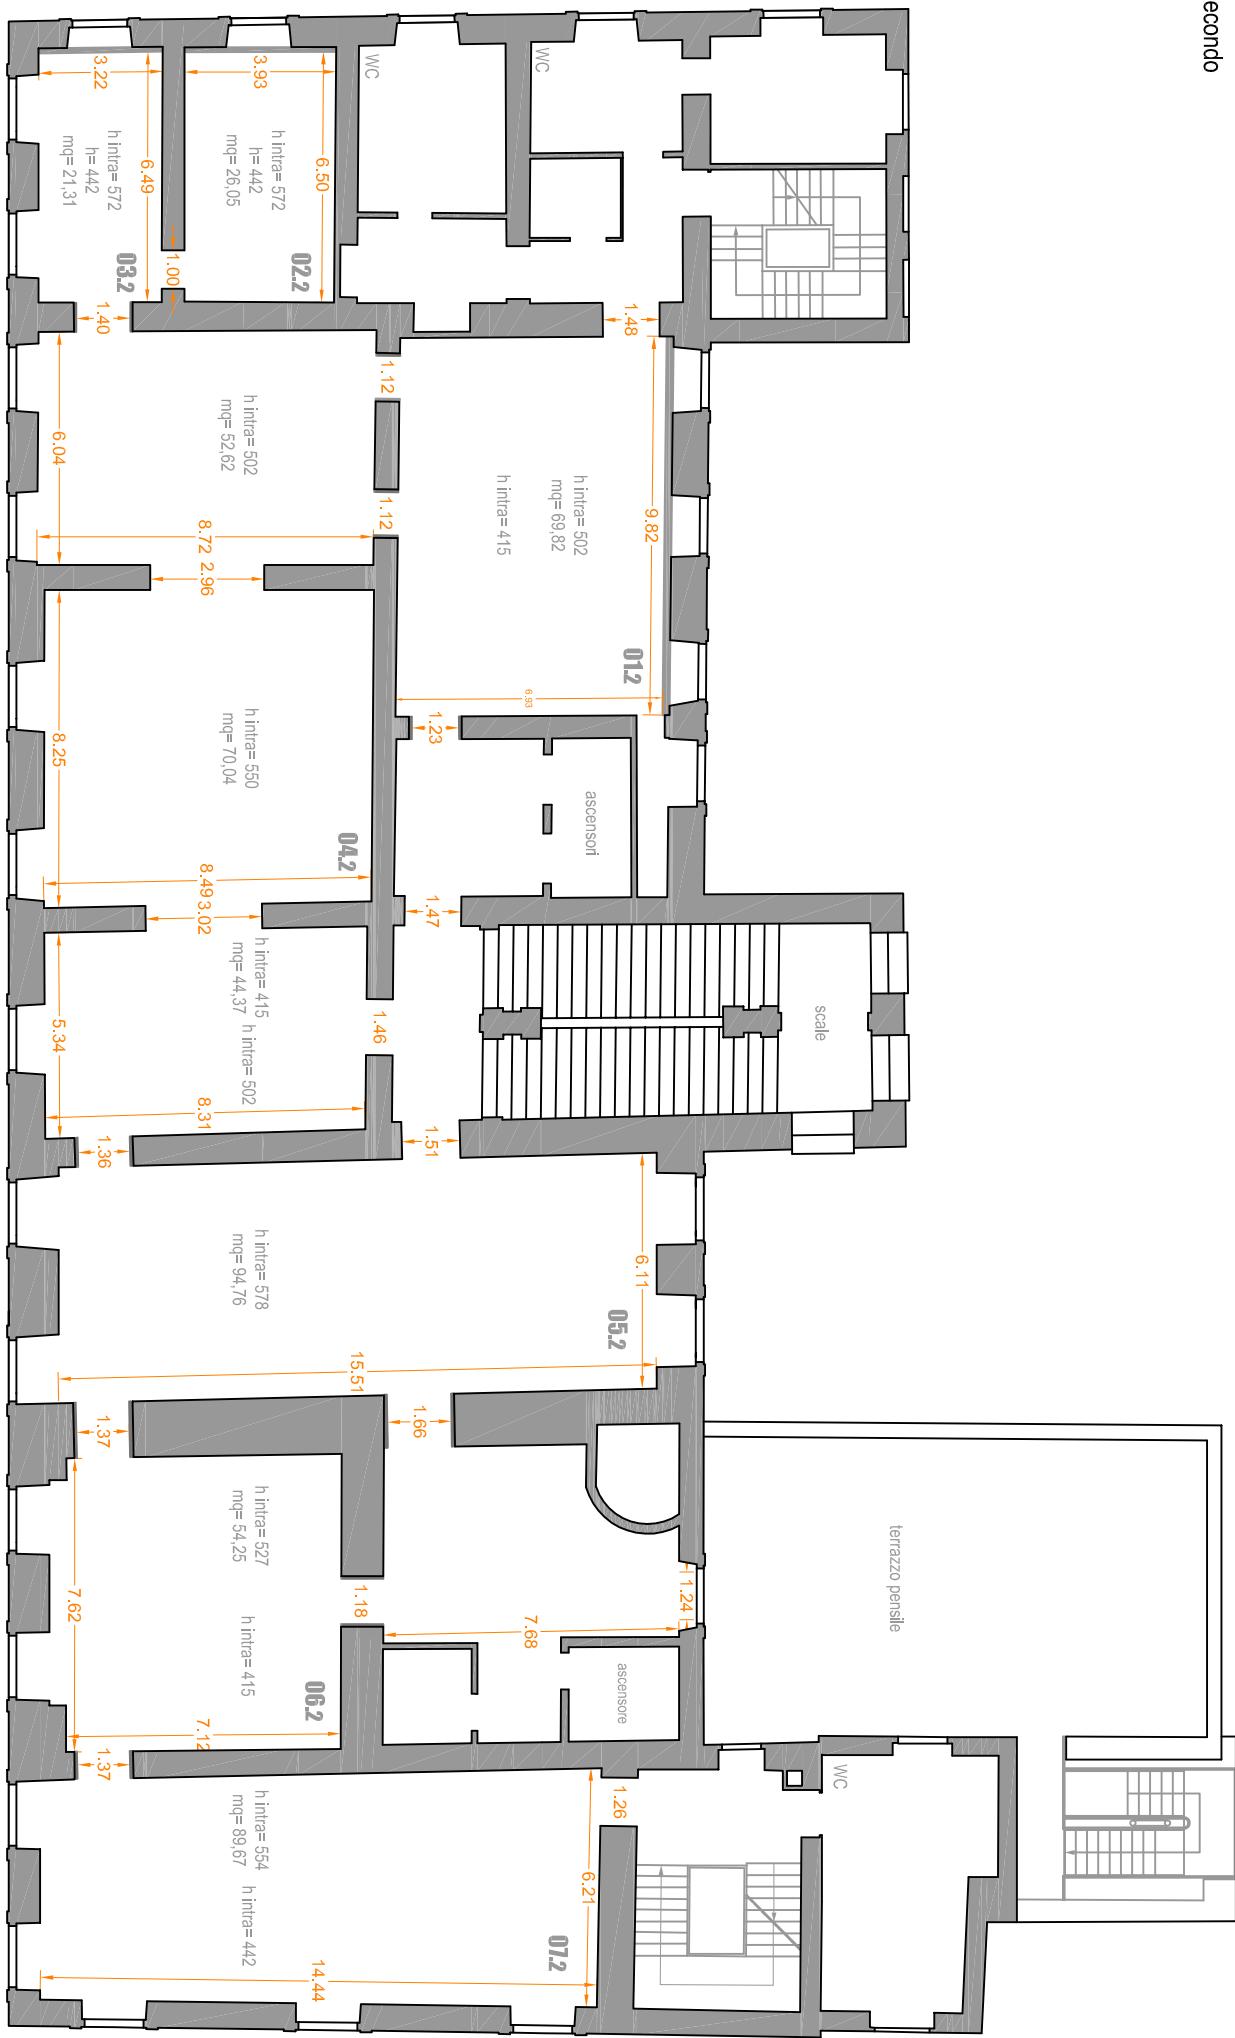 econdo
WC
WC
3.22
6.49
h intra= 572
h= 442
mq= 21,31
03.2
3.93
6.50
h intra= 572
h= 442
mq= 26,05
02.2
1.00
1.40
1.48
1.12
1.12
6.04
h intra= 502
mq= 52,62
8.72
2.96
9.82
h intra= 502
mq= 69,82
h intra= 415
01.2
6.93
1.23
ascensori
1.47
8.25
h intra= 550
mq= 70,04
04.2
8.49
3.02
h intra= 415
mq= 44,37
h intra= 502
5.34
1.46
8.31
1.36
1.51
scale
h intra= 578
mq= 94,76
6.11
05.2
15.51
1.37
1.66
h intra= 527
mq= 54,25
h intra= 415
7.62
1.18
7.68
1.24
06.2
7.12
1.37
ascensore
terrazzo pensile
WC
1.26
h intra= 554
mq= 89,67
h intra= 442
6.21
07.2
14.44